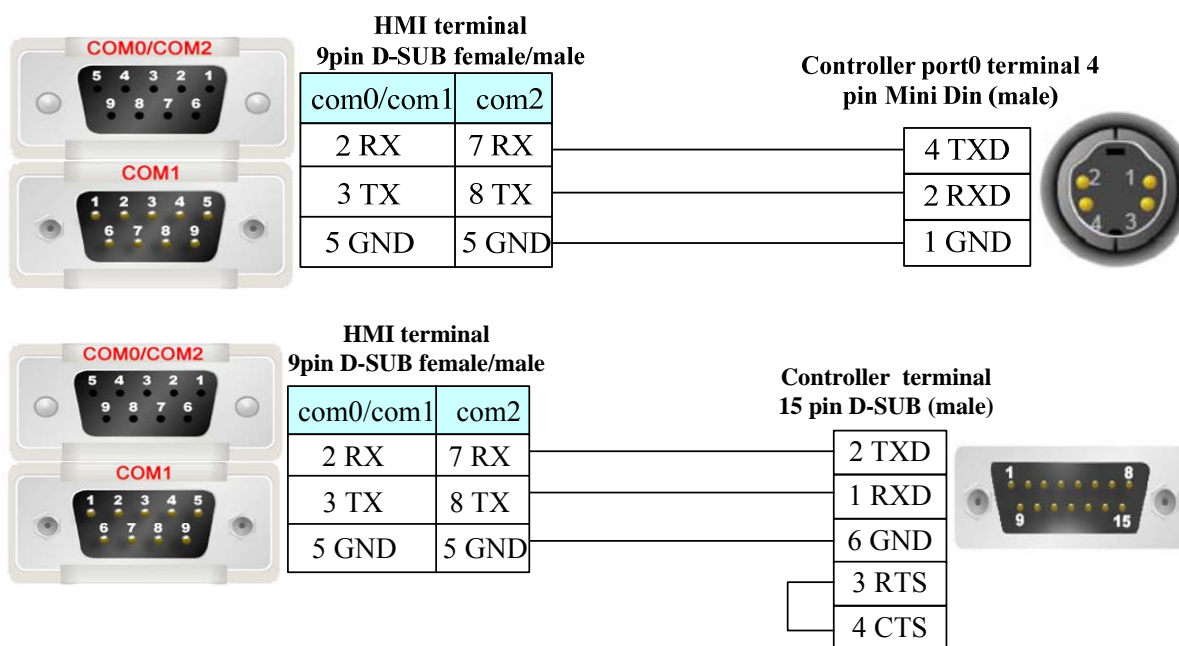 HMI terminal
9pin D-SUB female/male
COM0/COM2
5 4 3 2 1
9 8 7 6
COM1
1 2 3 4 5
6 7 8 9
com0/com1 com2
2 RX 7 RX
3 TX 8 TX
5 GND 5 GND
Controller port0 terminal 4
pin Mini Din (male)
4 TXD
2 RXD
1 GND
2 1
4 3
HMI terminal
9pin D-SUB female/male
COM0/COM2
5 4 3 2 1
9 8 7 6
COM1
1 2 3 4 5
6 7 8 9
com0/com1 com2
2 RX 7 RX
3 TX 8 TX
5 GND 5 GND
Controller terminal
15 pin D-SUB (male)
2 TXD
1 RXD
6 GND
3 RTS
4 CTS
1 8
9 15